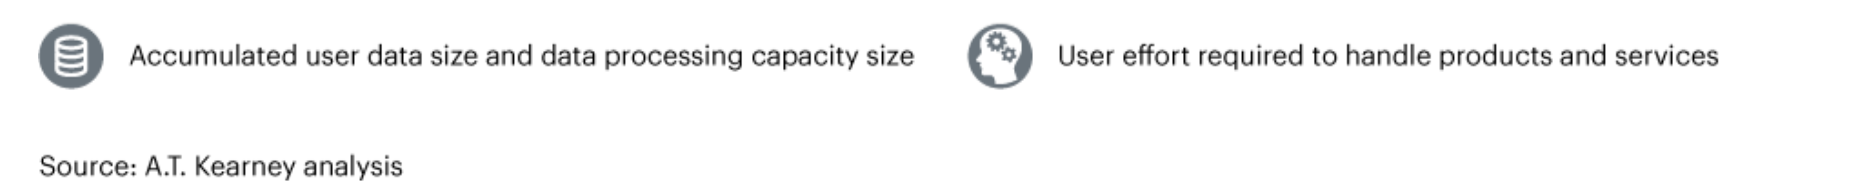 Accumulated user data size and data processing capacity size
User effort required to handle products and services
Source: A.T. Kearney analysis